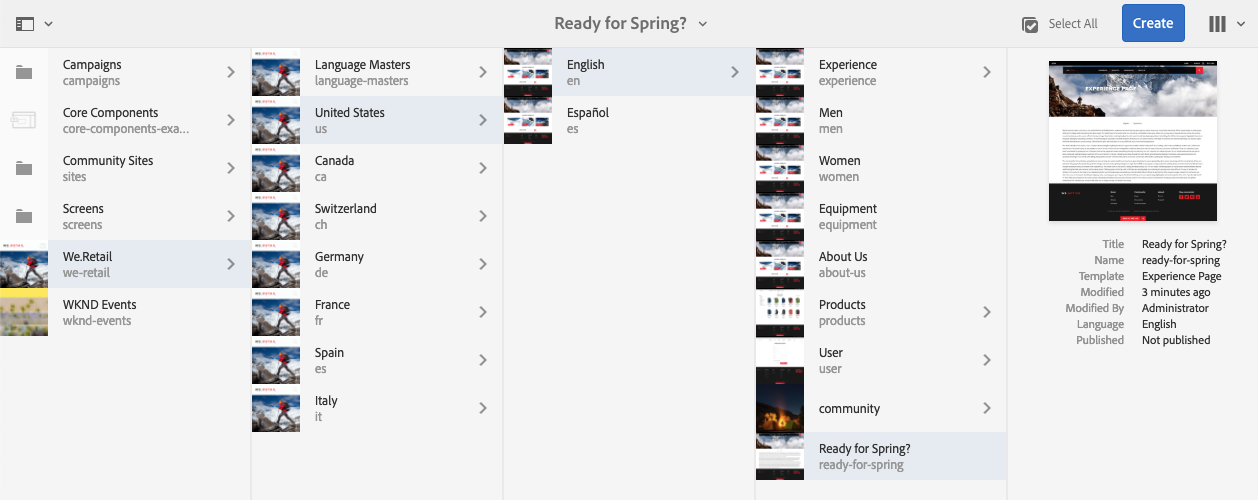 Ready for Spring?
Select All
Create
Campaigns
campaigns
Core Components
core-components-exa...
Community Sites
sites
Screens
screens
We.Retail
we-retail
WKND Events
wknd-events
Language Masters
language-masters
United States
us
Canada
ca
Switzerland
ch
Germany
de
France
fr
Spain
es
Italy
it
English
en
Español
es
Experience
experience
Men
men
Women
women
Equipment
equipment
About Us
about-us
Products
products
User
user
community
Ready for Spring?
ready-for-spring
EXPERIENCE PAGE
Title Ready for Spring?
Name ready-for-spring
Template Experience Page
Modified 3 minutes ago
Modified By Administrator
Language English
Published Not published